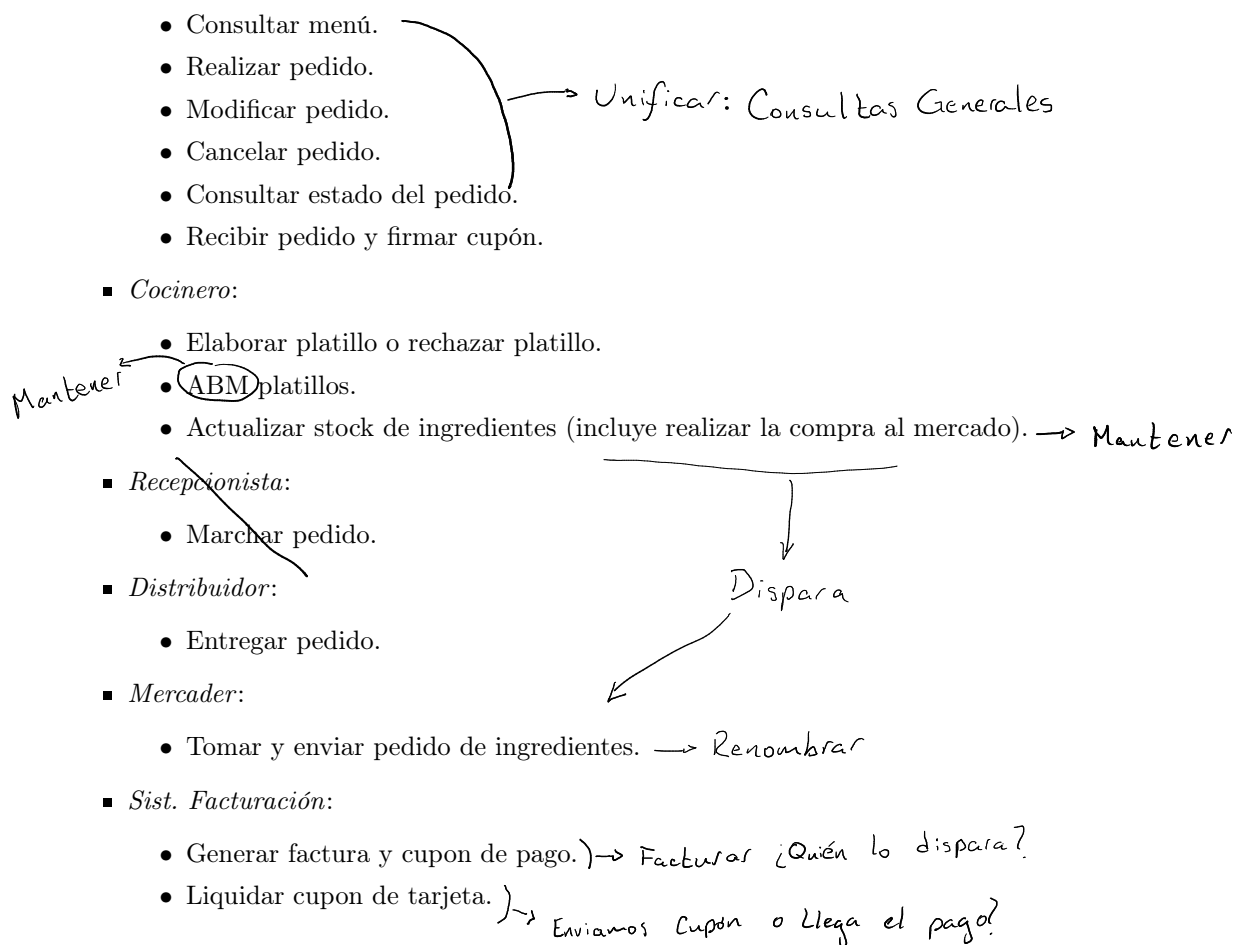 • Consultar menú.
• Realizar pedido.
Unificar: Consultas Generales
• Modificar pedido.
• Cancelar pedido.
• Consultar estado del pedido.
• Recibir pedido y firmar cupón.
▪ Cocinero:
• Elaborar platillo o rechazar platillo.
Mantener
• ABM platillos.
• Actualizar stock de ingredientes (incluye realizar la compra al mercado). → Mantener
▪ Recepcionista:
• Marchar pedido.
▪ Distribuidor:
Dispara
• Entregar pedido.
▪ Mercader:
• Tomar y enviar pedido de ingredientes. → Renombrar
▪ Sist. Facturación:
• Generar factura y cupon de pago. → Facturar ¿Quién lo dispara?
• Liquidar cupon de tarjeta.
→ Enviamos Cupón o Llega el pago?